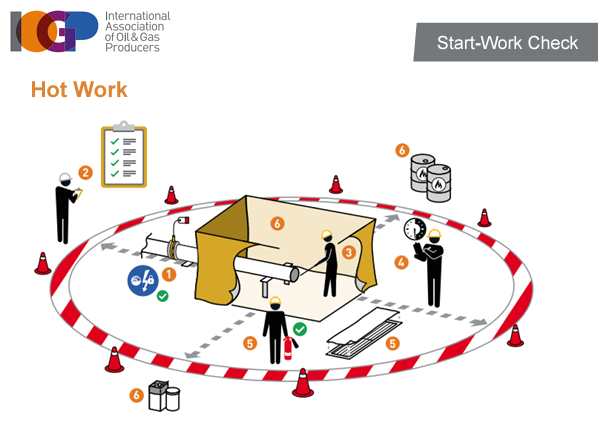 IOGP
International
Association
of Oil & Gas
Producers
Start-Work Check
Hot Work
2
6
6
3
1
4
5
5
6